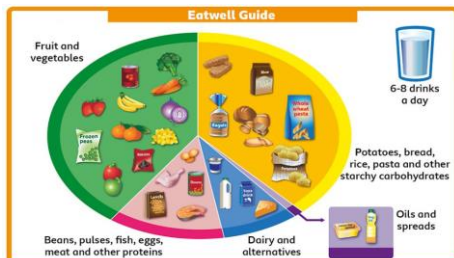 Eatwell Guide
Fruit and
vegetables
Frozen
peas
6-8 drinks
a day
Potatoes, bread,
rice, pasta and other
starchy carbohydrates
Oils and
spreads
Beans, pulses, fish, eggs,
meat and other proteins
Dairy and
alternatives